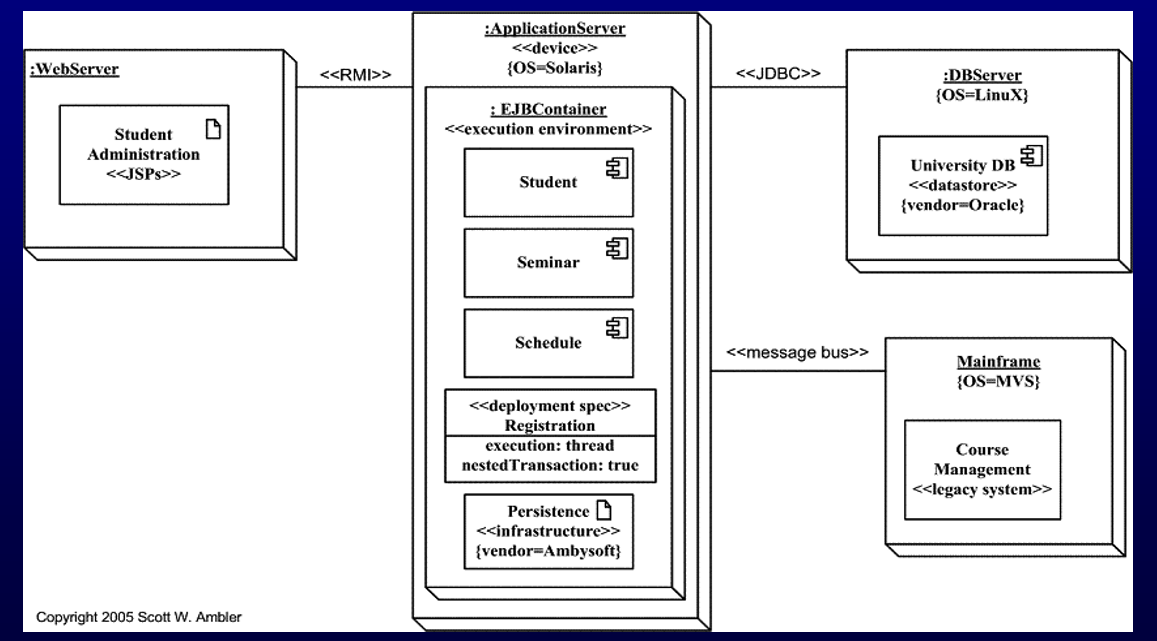 :WebServer
Student
Administration
<<JSPs>>
<<RMI>>
:ApplicationServer
<<device>>
{OS=Solaris}
: EJBContainer
<<execution environment>>
Student
Seminar
Schedule
<<deployment spec>>
Registration
execution: thread
nestedTransaction: true
Persistence
<<infrastructure>>
{vendor=Ambysoft}
<<JDBC>>
:DBServer
{OS=LinuX}
University DB
<<datastore>>
{vendor=Oracle}
<<message bus>>
Mainframe
{OS=MVS}
Course
Management
<<legacy system>>
Copyright 2005 Scott W. Ambler